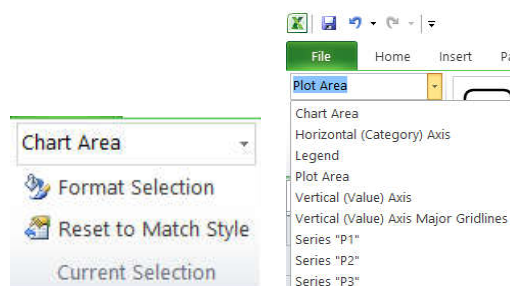 Chart Area
Format Selection
Reset to Match Style
Current Selection
File Home Insert
Plot Area
Chart Area
Horizontal (Category) Axis
Legend
Plot Area
Vertical (Value) Axis
Vertical (Value) Axis Major Gridlines
Series "P1"
Series "P2"
Series "P3"